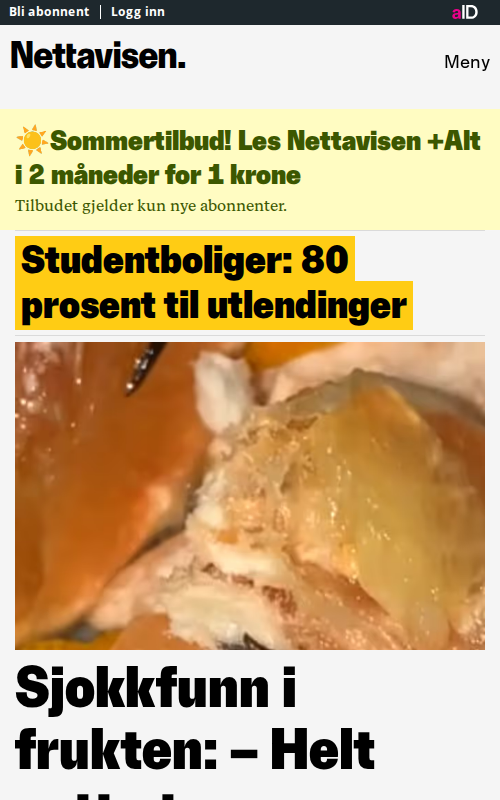 Bli abonnent
Logg inn
aID
Nettavisen.
Meny
☀️Sommertilbud! Les Nettavisen +Alt
i 2 måneder for 1 krone
Tilbudet gjelder kun nye abonnenter.
Studentboliger: 80
prosent til utlendinger
Sjokkfunn i
frukten: – Helt